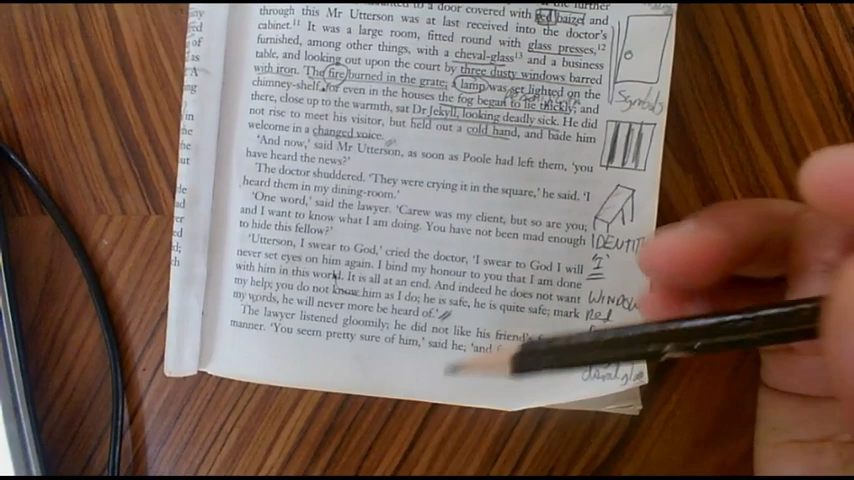 to a door covered with red baize, and
through this Mr Utterson was at last received into the doctor's
cabinet.11 It was a large room, fitted round with glass presses,12
furnished, among other things, with a cheval-glass13 and a business
table, and looking out upon the court by three dusty windows barred
with iron. The fire burned in the grate; lamp was set lighted on the
chimney-shelf, for even in the houses the fog began to lie thickly; and
there, close up to the warmth, sat Dr Jekyll, looking deadly sick. He did
not rise to meet his visitor, but held out a cold hand, and bade him
welcome in a changed voice.
'And now,' said Mr Utterson, as soon as Poole had left them, 'you
have heard the news?'
The doctor shuddered. 'They were crying it in the square,' he said. 'I
heard them in my dining-room.'
'One word,' said the lawyer. 'Carew was my client, but so are you;
and I want to know what I am doing. You have not been mad enough
to hide this fellow?'
'Utterson, I swear to God,' cried the doctor, 'I swear to God I will
never set eyes on him again. I bind my honour to you that I am done
with him in this world. It is all at an end. And indeed he does not want
my help; you do not know him as I do; he is safe, he is quite safe; mark
my words, he will never more be heard of.'
The lawyer listened gloomily; he did not like his friend's
manner. 'You seem pretty sure of him,' said he; 'and
Symbols
IDENTIT
WINDOW
Red